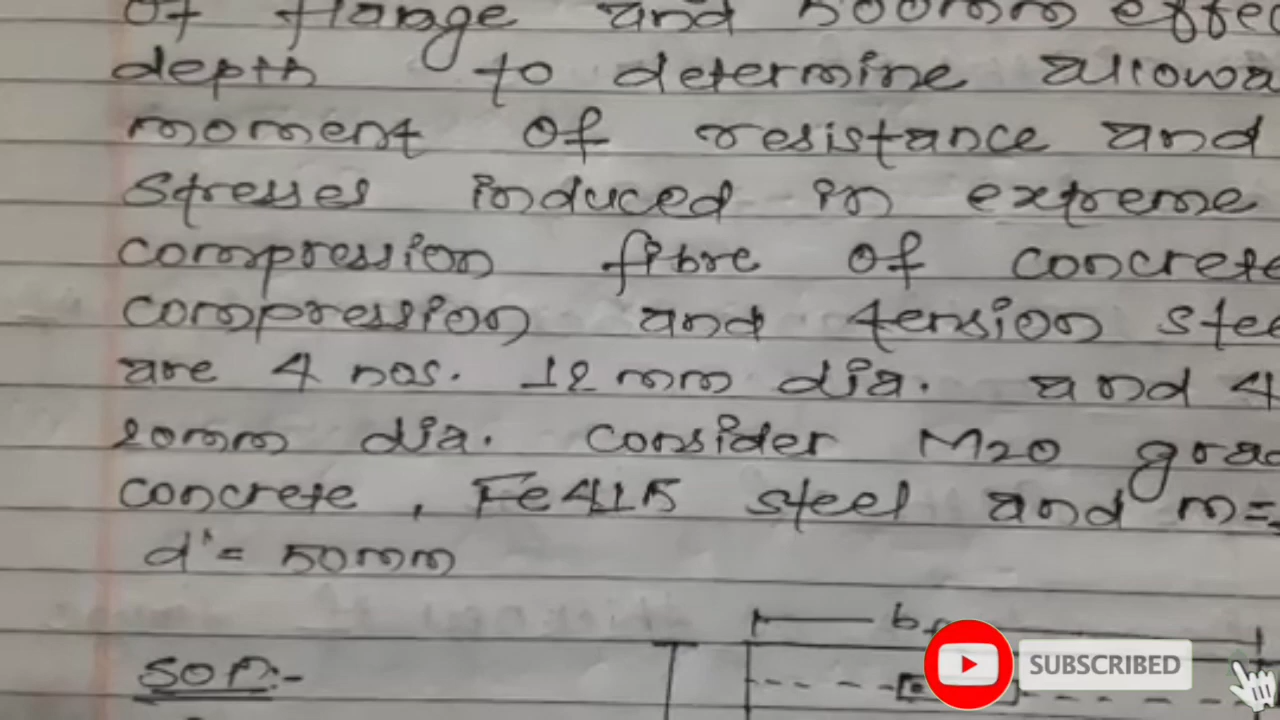 of flange and 500mm effec
depth to determine allowa
moment of resistance and
stresses induced in extreme
compression fibre of concrete
compression and tension stee
are 4 nos. 12mm dia. and 4
20mm dia. consider M20 grad
concrete, Fe415 steel and m=
d' = 50mm
bf
SOP:-
SUBSCRIBED